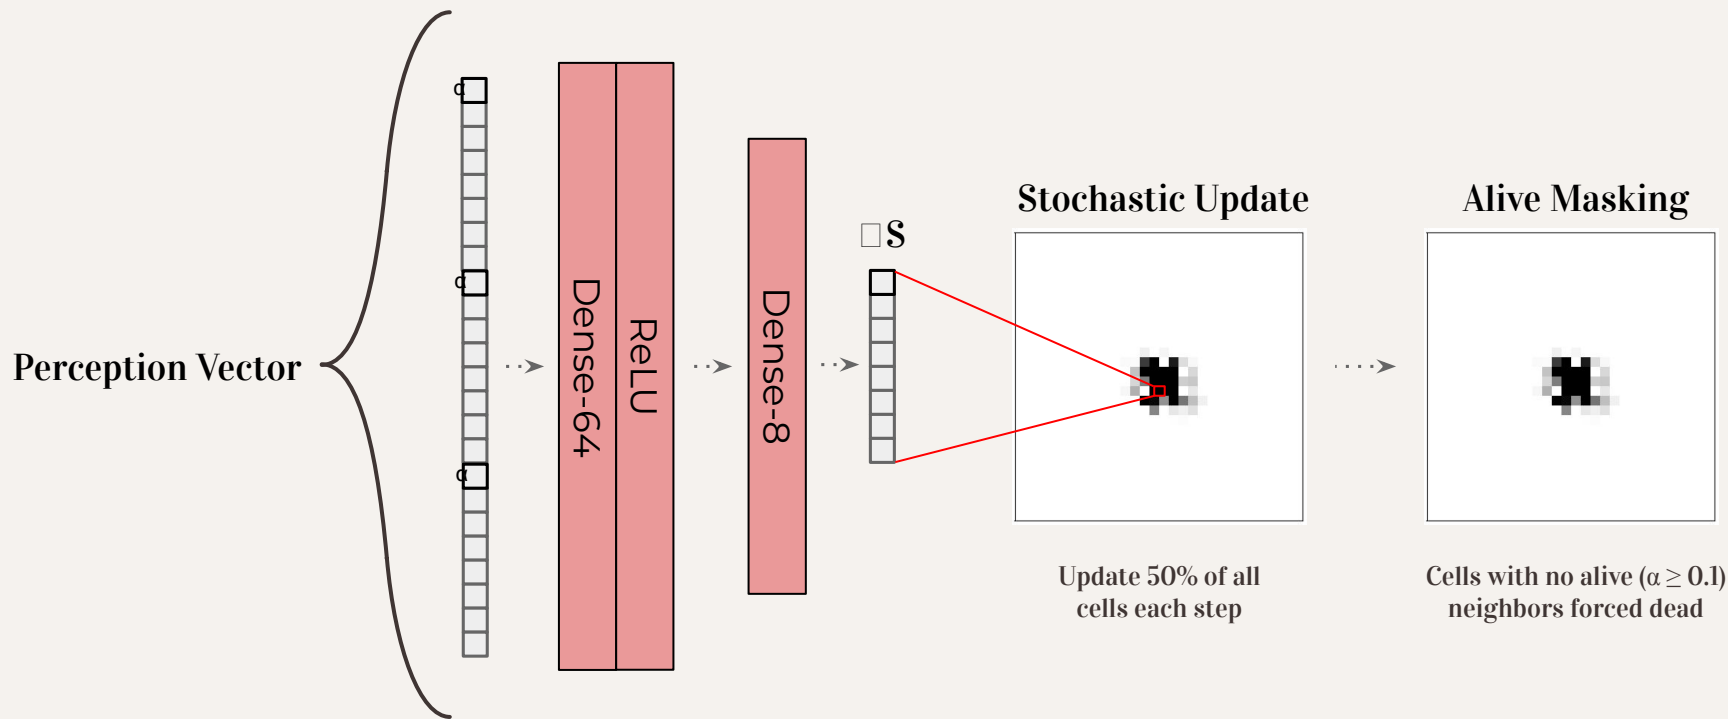 Perception Vector
α
α
α
Dense-64
ReLU
Dense-8
□S
Stochastic Update
Update 50% of all
cells each step
Alive Masking
Cells with no alive (α ≥ 0.1)
neighbors forced dead